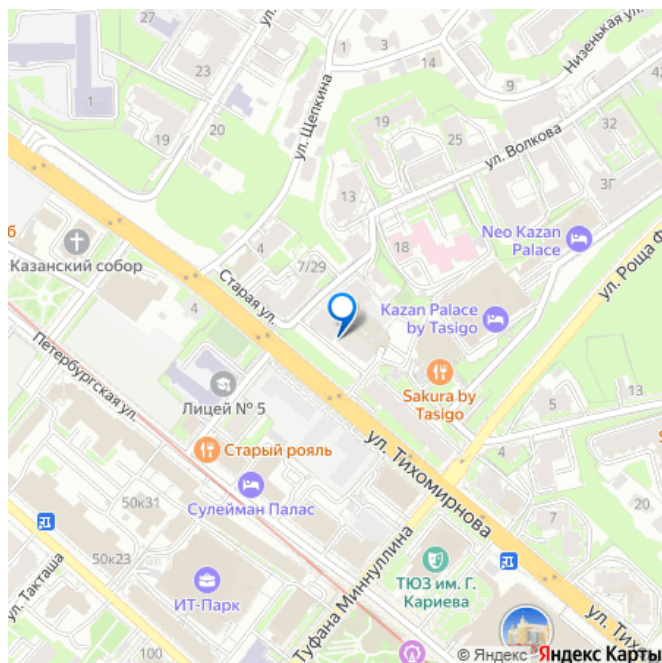 27
ул.
23
1
3
14
9
Низенькая ул.
1
19
20
ул. Щепкина
19
25
32
ул. Волкова
13
3Г
Neo Kazan
Palace
б
Казанский собор
4
7/29
18
Старая ул.
4
Kazan Palace
by Tasigo
ул. Роща Ф
Петербургская ул.
Лицей № 5
Sakura by
Tasigo
13
5
4
S
Старый рояль
ул. Тихомирнова
Сулейман Палас
50к31
50к23
ул. Такташа
ИТ-Парк
100
Туфана Миннуллина
ТЮЗ им. Г.
Кариева
7
20
ул. Тихо
© Яндекс Яндекс Карты